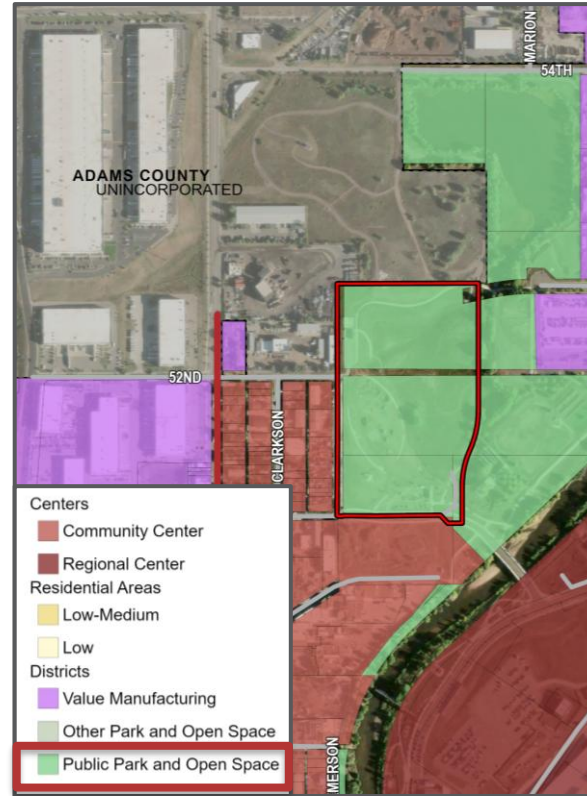 MARION
54TH
ADAMS COUNTY
UNINCORPORATED
52ND
CLARKSON
Centers
Community Center
Regional Center
Residential Areas
Low-Medium
Low
Districts
Value Manufacturing
Other Park and Open Space
Public Park and Open Space
MERSON